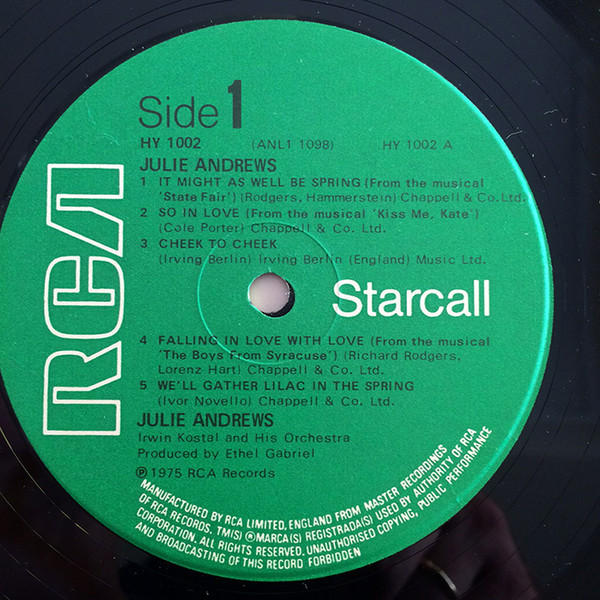 Side 1
HY 1002 (ANL1 1098) HY 1002 A
JULIE ANDREWS
1 IT MIGHT AS WELL BE SPRING (From the musical
'State Fair') (Rodgers, Hammerstein) Chappell & Co. Ltd.
2 SO IN LOVE (From the musical 'Kiss Me, Kate')
(Cole Porter) Chappell & Co. Ltd.
3 CHEEK TO CHEEK
(Irving Berlin) Irving Berlin (England) Music Ltd.
RCA
Starcall
4 FALLING IN LOVE WITH LOVE (From the musical
'The Boys From Syracuse') (Richard Rodgers,
Lorenz Hart) Chappell & Co. Ltd.
5 WE'LL GATHER LILAC IN THE SPRING
(Ivor Novello) Chappell & Co. Ltd.
JULIE ANDREWS
Irwin Kostal and His Orchestra
Produced by Ethel Gabriel
℗ 1975 RCA Records
MANUFACTURED BY RCA LIMITED, ENGLAND FROM MASTER RECORDINGS
OF RCA RECORDS. TM(S) ® MARCA(S) REGISTRADA(S) USED BY AUTHORITY OF RCA
CORPORATION. ALL RIGHTS RESERVED. UNAUTHORISED COPYING, PUBLIC PERFORMANCE
AND BROADCASTING OF THIS RECORD FORBIDDEN